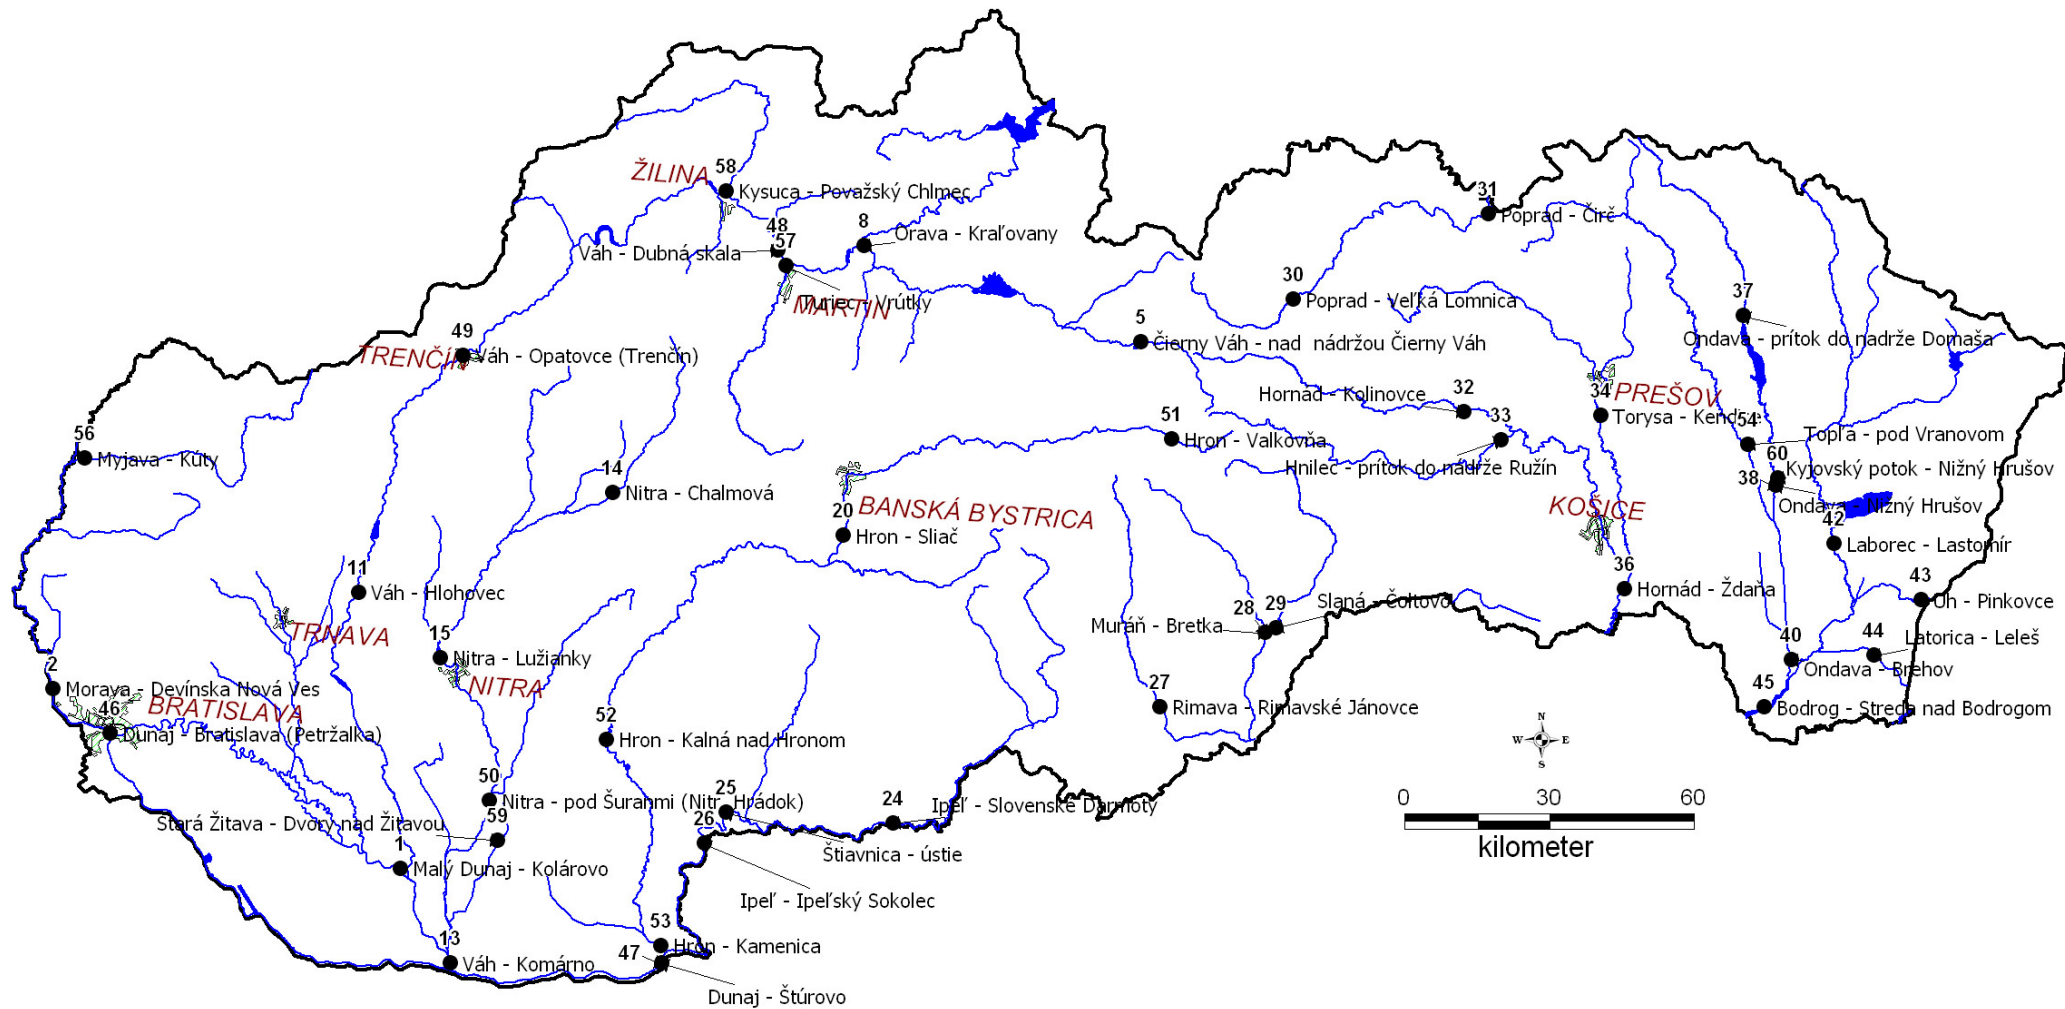 31
Poprad - Čirč
58
ŽILINA
Kysuca - Považský Chlmec
48
57
8
Orava - Kraľovany
Váh - Dubná skala
Turiec - Vrútky
MARTIN
30
Poprad - Veľká Lomnica
37
Ondava - prítok do nadrže Domaša
5
Čierny Váh - nad nádržou Čierny Váh
49
TRENČÍN
Váh - Opatovce (Trenčín)
32
Hornád - Kolinovce
33
Hnilec - prítok do nádrže Ružín
34
PREŠOV
Torysa - Kendice
51
Hron - Valkovňa
54
Topľa - pod Vranovom
56
Myjava - Kúty
60
Kyjovský potok - Nižný Hrušov
38
Ondava - Nižný Hrušov
14
Nitra - Chalmová
20
BANSKÁ BYSTRICA
Hron - Sliač
KOŠICE
42
Laborec - Lastomír
11
Váh - Hlohovec
36
Hornád - Ždaňa
43
Uh - Pinkovce
28
29
Slaná - Čoltovo
Muráň - Bretka
TRNAVA
15
Nitra - Lužianky
NITRA
40
Ondava - Brehov
44
Latorica - Leleš
2
Morava - Devínska Nová Ves
BRATISLAVA
46
Dunaj - Bratislava (Petržalka)
27
Rimava - Rimavské Jánovce
45
Bodrog - Streda nad Bodrogom
52
Hron - Kalná nad Hronom
N
W
E
S
50
Nitra - pod Šuranmi (Nitr. Hrádok)
25
24
Ipeľ - Slovenské Ďarmoty
0 30 60
kilometer
59
Stará Žitava - Dvory nad Žitavou
26
Štiavnica - ústie
1
Malý Dunaj - Kolárovo
Ipeľ - Ipeľský Sokolec
13
Váh - Komárno
53
Hron - Kamenica
47
Dunaj - Štúrovo